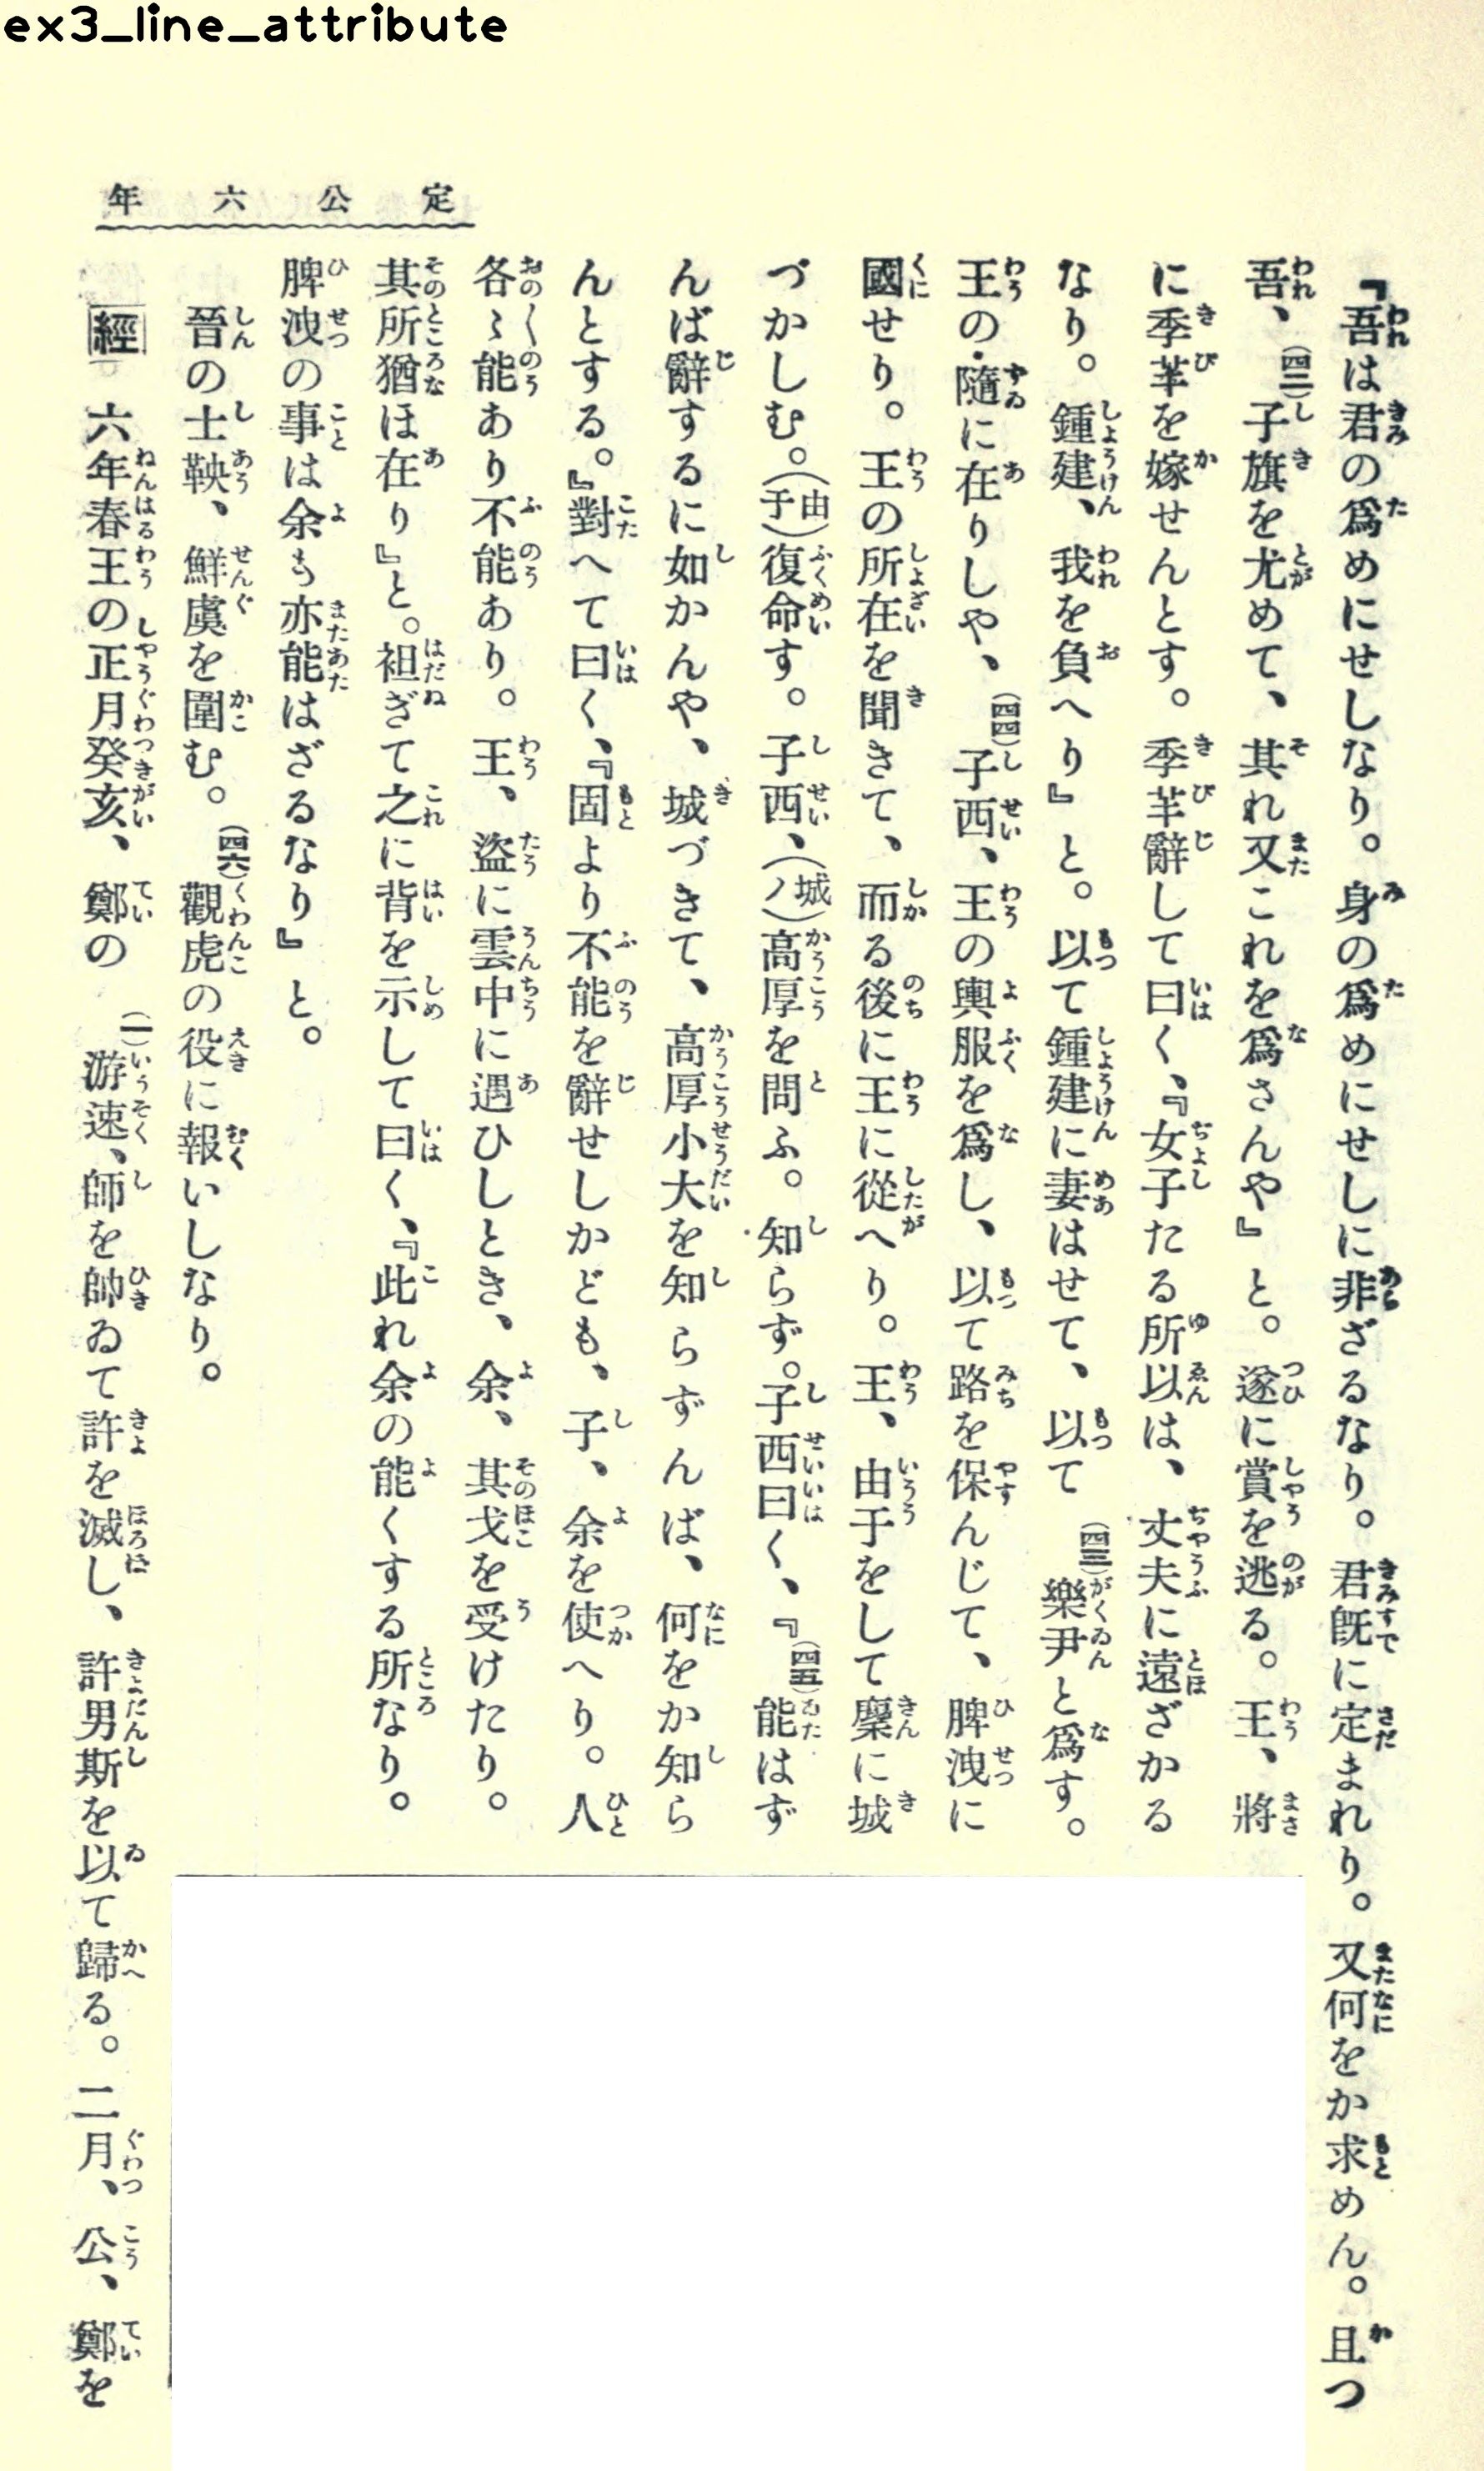 ex3_line_attribute
定公六年
『吾は君の爲めにせしなり。身の爲めにせしに非ざるなり。君既に定まれり。又何をか求めん。且つ
吾、(四二)子旗を尤めて、其れ又これを爲さんや』と。遂に賞を逃る。王、將
に季羋を嫁せんとす。季羋辭して曰く、『女子たる所以は、丈夫に遠ざかる
なり。鍾建、我を負へり』と。以て鍾建に妻はせて、以て(四三)樂尹と爲す。
王の隨に在りしや、(四四)子西、王の輿服を爲し、以て路を保んじて、脾洩に
國せり。王の所在を聞きて、而る後に王に從へり。王、由于をして麇に城
づかしむ。(由于)復命す。子西、(城ノ)高厚を問ふ。知らず。子西曰く、『(四五)能はず
んば辭するに如かんや、城づきて、高厚小大を知らずんば、何をか知ら
んとする。』對へて曰く、『固より不能を辭せしかども、子、余を使へり。人
各〻能あり不能あり。王、盜に雲中に遇ひしとき、余、其戈を受けたり。
其所猶ほ在り』と。袒ぎて之に背を示して曰く、『此れ余の能くする所なり。
脾洩の事は余も亦能はざるなり』と。
晉の士鞅、鮮虞を圍む。(四六)觀虎の役に報いしなり。
經 六年春王の正月癸亥、鄭の(一)游速、師を帥ゐて許を滅し、許男斯を以て歸る。二月、公、鄭を